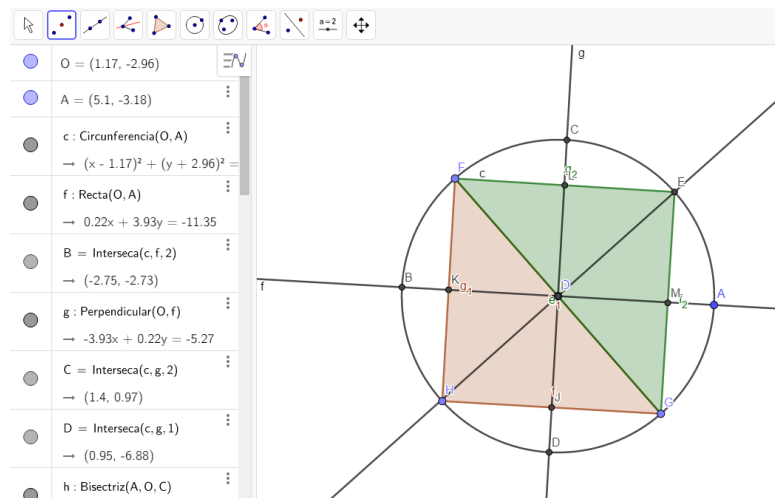 a=2
O = (1.17, -2.96)
A = (5.1, -3.18)
c : Circunferencia(O, A)
→ (x - 1.17)² + (y + 2.96)² =
f : Recta(O, A)
→ 0.22x + 3.93y = -11.35
B = Interseca(c, f, 2)
→ (-2.75, -2.73)
g : Perpendicular(O, f)
→ -3.93x + 0.22y = -5.27
C = Interseca(c, g, 2)
→ (1.4, 0.97)
D = Interseca(c, g, 1)
→ (0.95, -6.88)
h : Bisectriz(A, O, C)
g
C
F
c
E
B
K
g₁
M
f₂
A
f
H
J
G
D